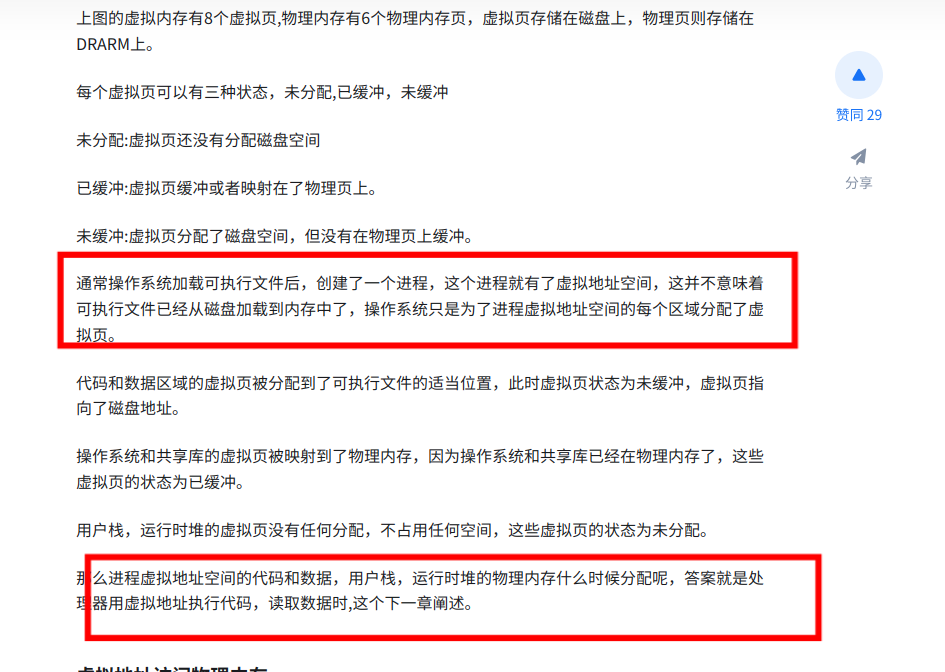 上图的虚拟内存有8个虚拟页,物理内存有6个物理内存页，虚拟页存储在磁盘上，物理页则存储在
DRARM上。
赞同 29
每个虚拟页可以有三种状态，未分配,已缓冲，未缓冲
未分配:虚拟页还没有分配磁盘空间
分享
已缓冲:虚拟页缓冲或者映射在了物理页上。
未缓冲:虚拟页分配了磁盘空间，但没有在物理页上缓冲。
通常操作系统加载可执行文件后，创建了一个进程，这个进程就有了虚拟地址空间，这并不意味着
可执行文件已经从磁盘加载到内存中了，操作系统只是为了进程虚拟地址空间的每个区域分配了虚
拟页。
代码和数据区域的虚拟页被分配到了可执行文件的适当位置，此时虚拟页状态为未缓冲，虚拟页指
向了磁盘地址。
操作系统和共享库的虚拟页被映射到了物理内存，因为操作系统和共享库已经在物理内存了，这些
虚拟页的状态为已缓冲。
用户栈，运行时堆的虚拟页没有任何分配，不占用任何空间，这些虚拟页的状态为未分配。
那么进程虚拟地址空间的代码和数据，用户栈，运行时堆的物理内存什么时候分配呢，答案就是处
理器用虚拟地址执行代码，读取数据时,这个下一章阐述。
虚拟地址访问物理内存